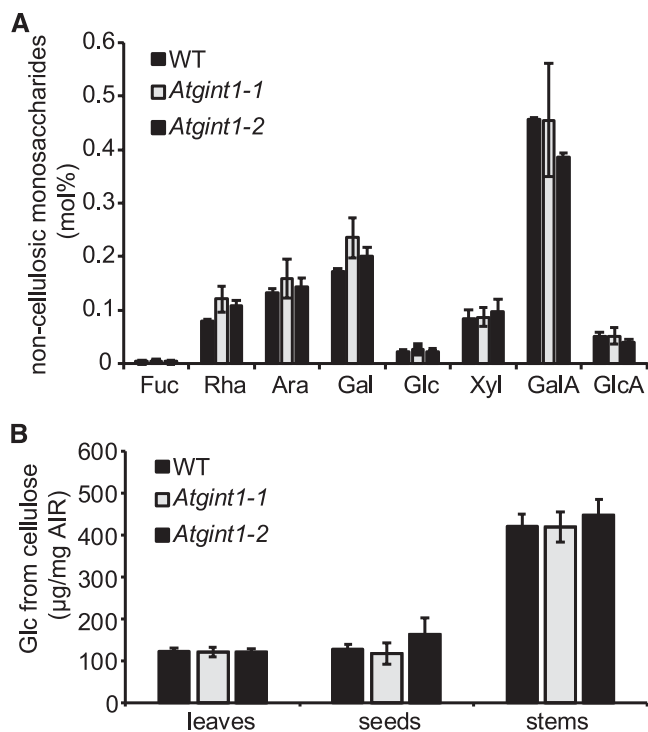 A
non-cellulosic monosaccharides
(mol%)
0.6
0.5
0.4
0.3
0.2
0.1
0
WT
Atgint1-1
Atgint1-2
Fuc Rha Ara Gal Glc Xyl GalA GlcA
B
Glc from cellulose
(µg/mg AIR)
600
500
400
300
200
100
0
WT
Atgint1-1
Atgint1-2
leaves seeds stems